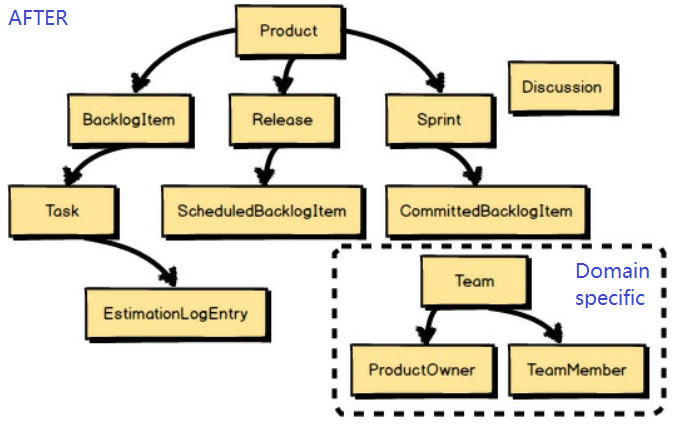 AFTER
Product
BacklogItem
Release
Sprint
Discussion
Task
ScheduledBacklogItem
CommittedBacklogItem
EstimationLogEntry
Team
Domain
specific
ProductOwner
TeamMember